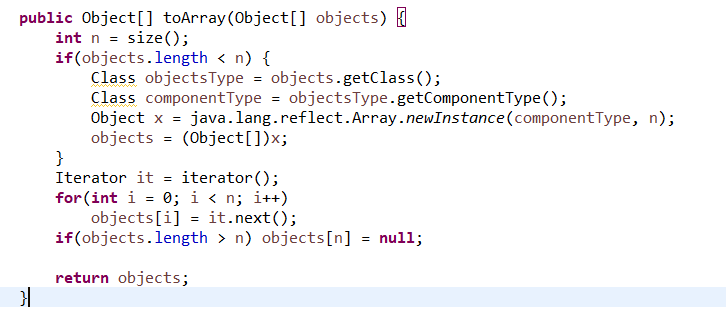 public Object[] toArray(Object[] objects) {
    int n = size();
    if(objects.length < n) {
        Class objectsType = objects.getClass();
        Class componentType = objectsType.getComponentType();
        Object x = java.lang.reflect.Array.newInstance(componentType, n);
        objects = (Object[])x;
    }
    Iterator it = iterator();
    for(int i = 0; i < n; i++)
        objects[i] = it.next();
    if(objects.length > n) objects[n] = null;

    return objects;
}